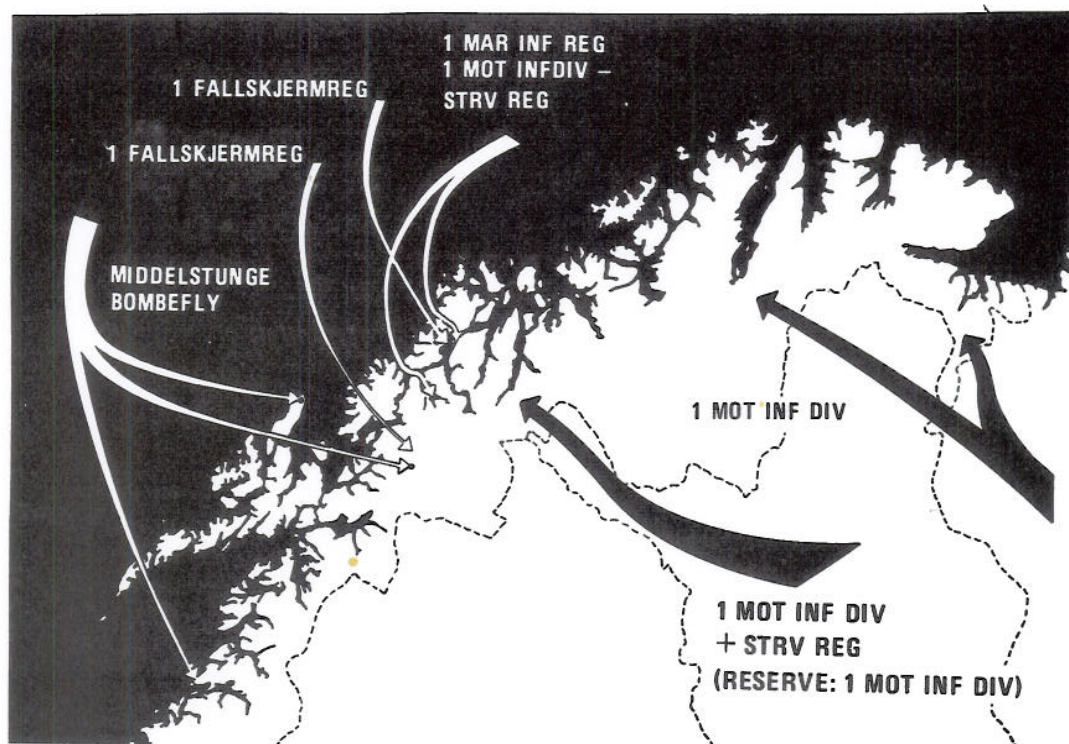 1 MAR INF REG
1 MOT INFDIV –
STRV REG
1 FALLSKJERMREG
1 FALLSKJERMREG
MIDDELSTUNGE
BOMBEFLY
1 MOT INF DIV
1 MOT INF DIV
+ STRV REG
(RESERVE: 1 MOT INF DIV)